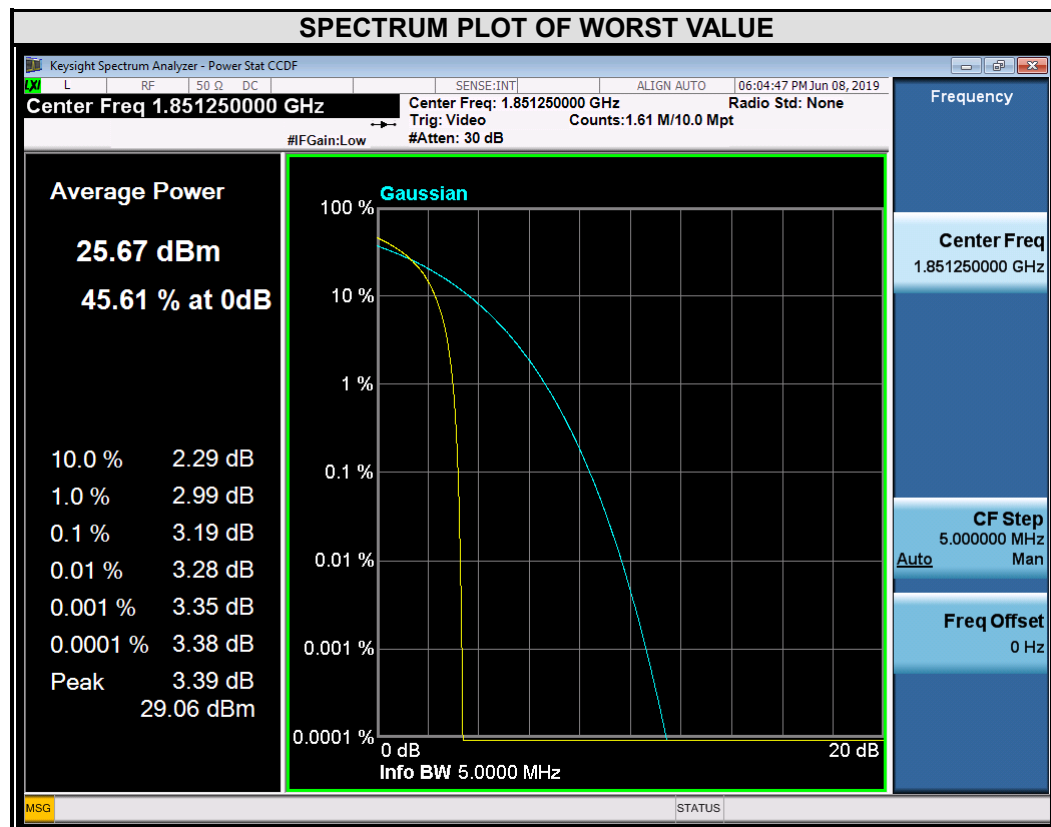 SPECTRUM PLOT OF WORST VALUE
Keysight Spectrum Analyzer - Power Stat CCDF
LXI L RF 50 Ω DC SENSE:INT ALIGN AUTO 06:04:47 PM Jun 08, 2019
Center Freq 1.851250000 GHz
Center Freq: 1.851250000 GHz Radio Std: None
Trig: Video Counts:1.61 M/10.0 Mpt
#IFGain:Low #Atten: 30 dB
Average Power
25.67 dBm
45.61 % at 0dB
10.0 % 2.29 dB
1.0 % 2.99 dB
0.1 % 3.19 dB
0.01 % 3.28 dB
0.001 % 3.35 dB
0.0001 % 3.38 dB
Peak 3.39 dB
29.06 dBm
Gaussian
100 %
10 %
1 %
0.1 %
0.01 %
0.001 %
0.0001 %
0 dB 20 dB
Info BW 5.0000 MHz
Frequency
Center Freq
1.851250000 GHz
CF Step
5.000000 MHz
Auto Man
Freq Offset
0 Hz
MSG STATUS